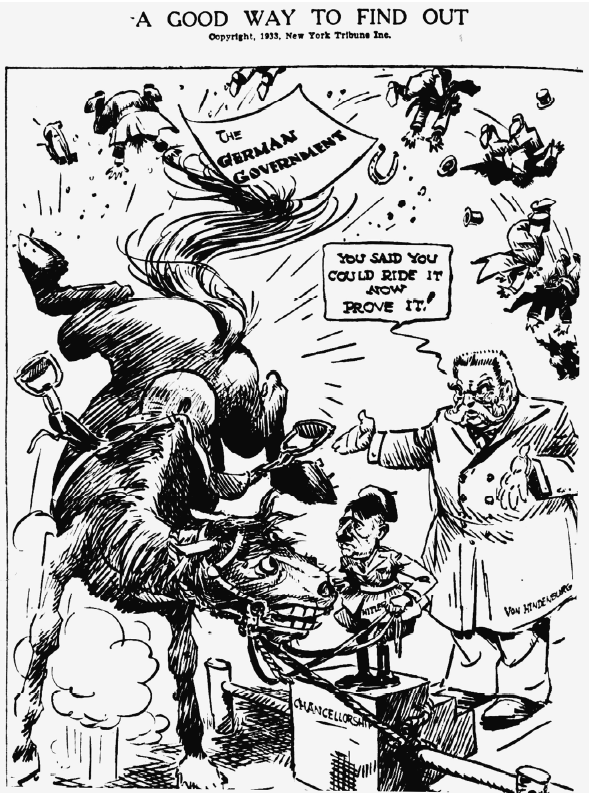 A GOOD WAY TO FIND OUT
Copyright, 1933, New York Tribune Inc.
THE
GERMAN
GOVERNMENT
YOU SAID YOU
COULD RIDE IT
NOW
PROVE IT!
HITLER
VON HINDENBURG
CHANCELLORSHIP